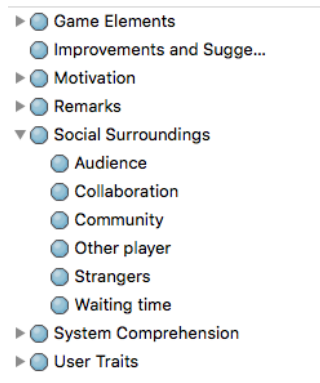 Game Elements
Improvements and Sugge...
Motivation
Remarks
Social Surroundings
Audience
Collaboration
Community
Other player
Strangers
Waiting time
System Comprehension
User Traits